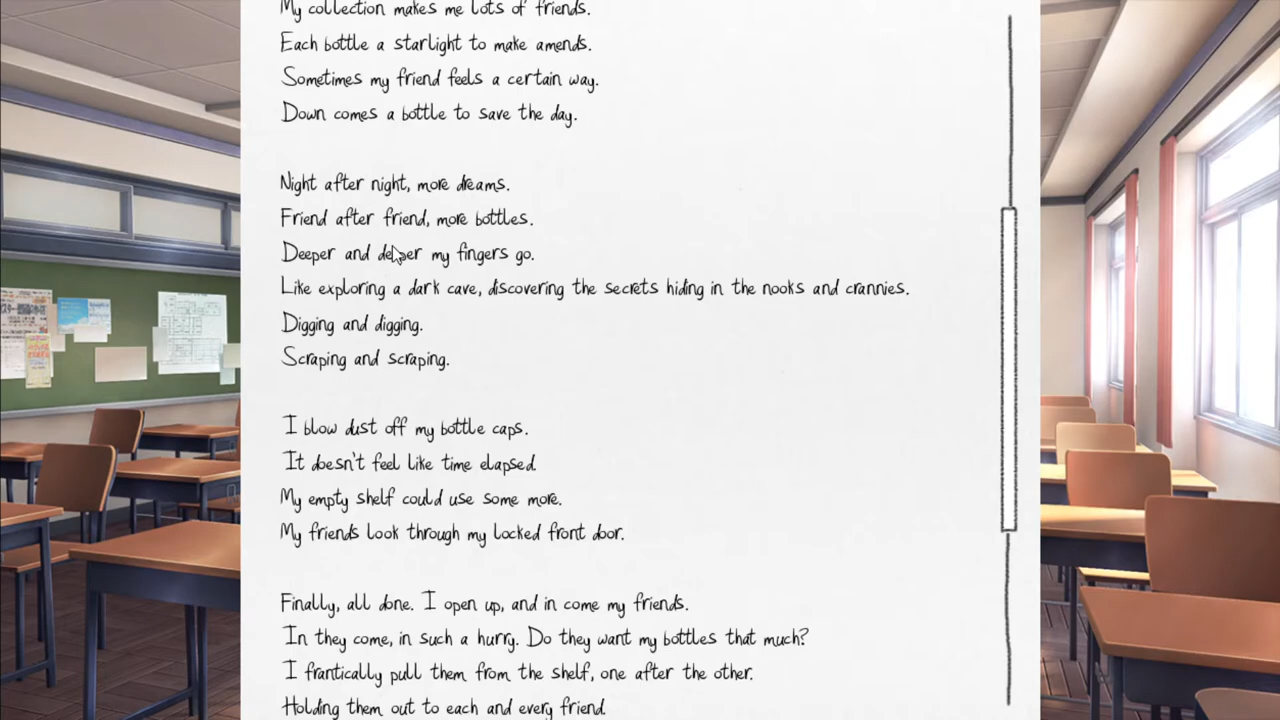 My collection makes me lots of friends.
Each bottle a starlight to make amends.
Sometimes my friend feels a certain way.
Down comes a bottle to save the day.
Night after night, more dreams.
Friend after friend, more bottles.
Deeper and deeper my fingers go.
Like exploring a dark cave, discovering the secrets hiding in the nooks and crannies.
Digging and digging.
Scraping and scraping.
I blow dust off my bottle caps.
It doesn't feel like time elapsed.
My empty shelf could use some more.
My friends look through my locked front door.
Finally, all done. I open up, and in come my friends.
In they come, in such a hurry. Do they want my bottles that much?
I frantically pull them from the shelf, one after the other.
Holding them out to each and every friend.